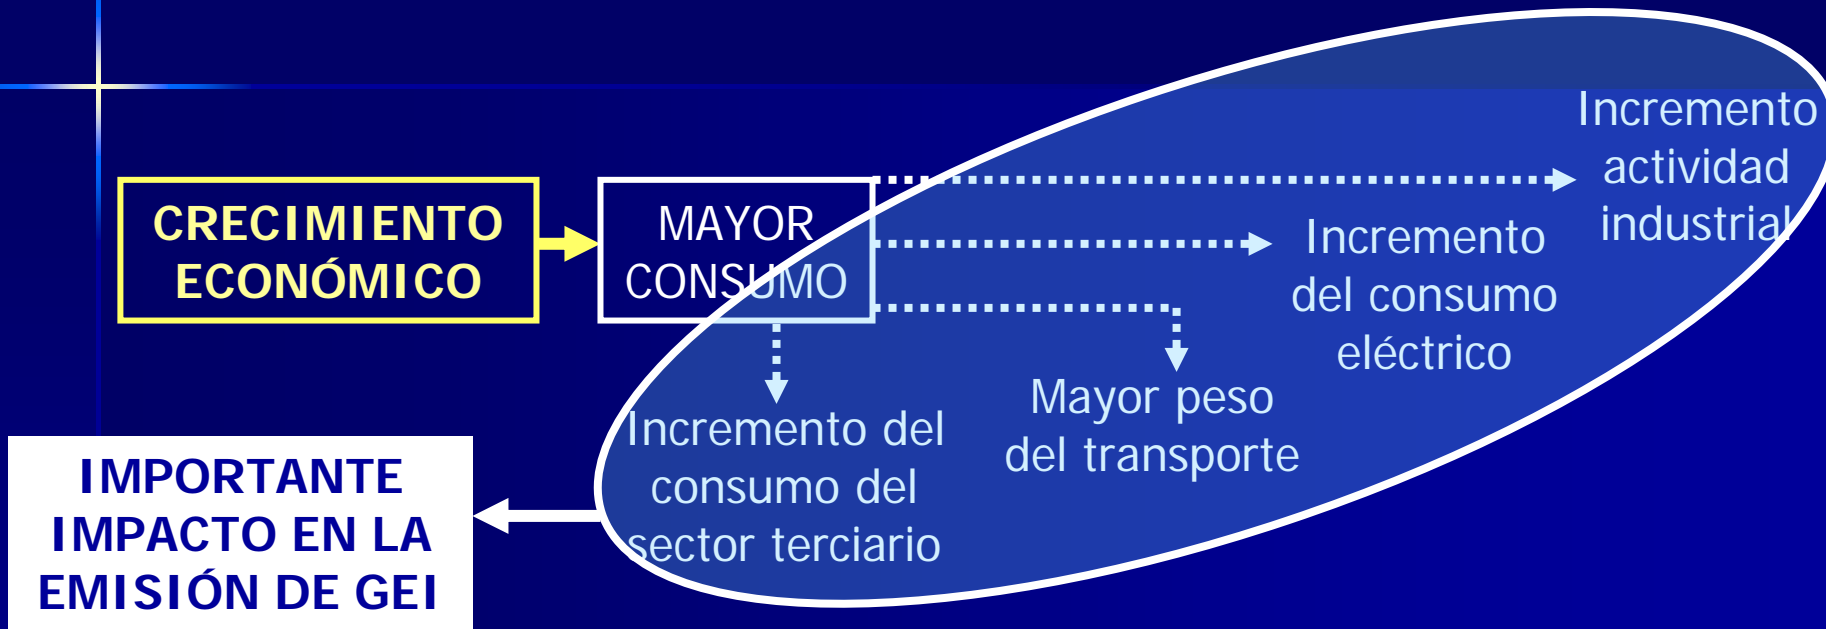 CRECIMIENTO
ECONÓMICO
MAYOR
CONSUMO
Incremento
actividad
industrial
Incremento
del consumo
eléctrico
Mayor peso
del transporte
Incremento del
consumo del
sector terciario
IMPORTANTE
IMPACTO EN LA
EMISIÓN DE GEI